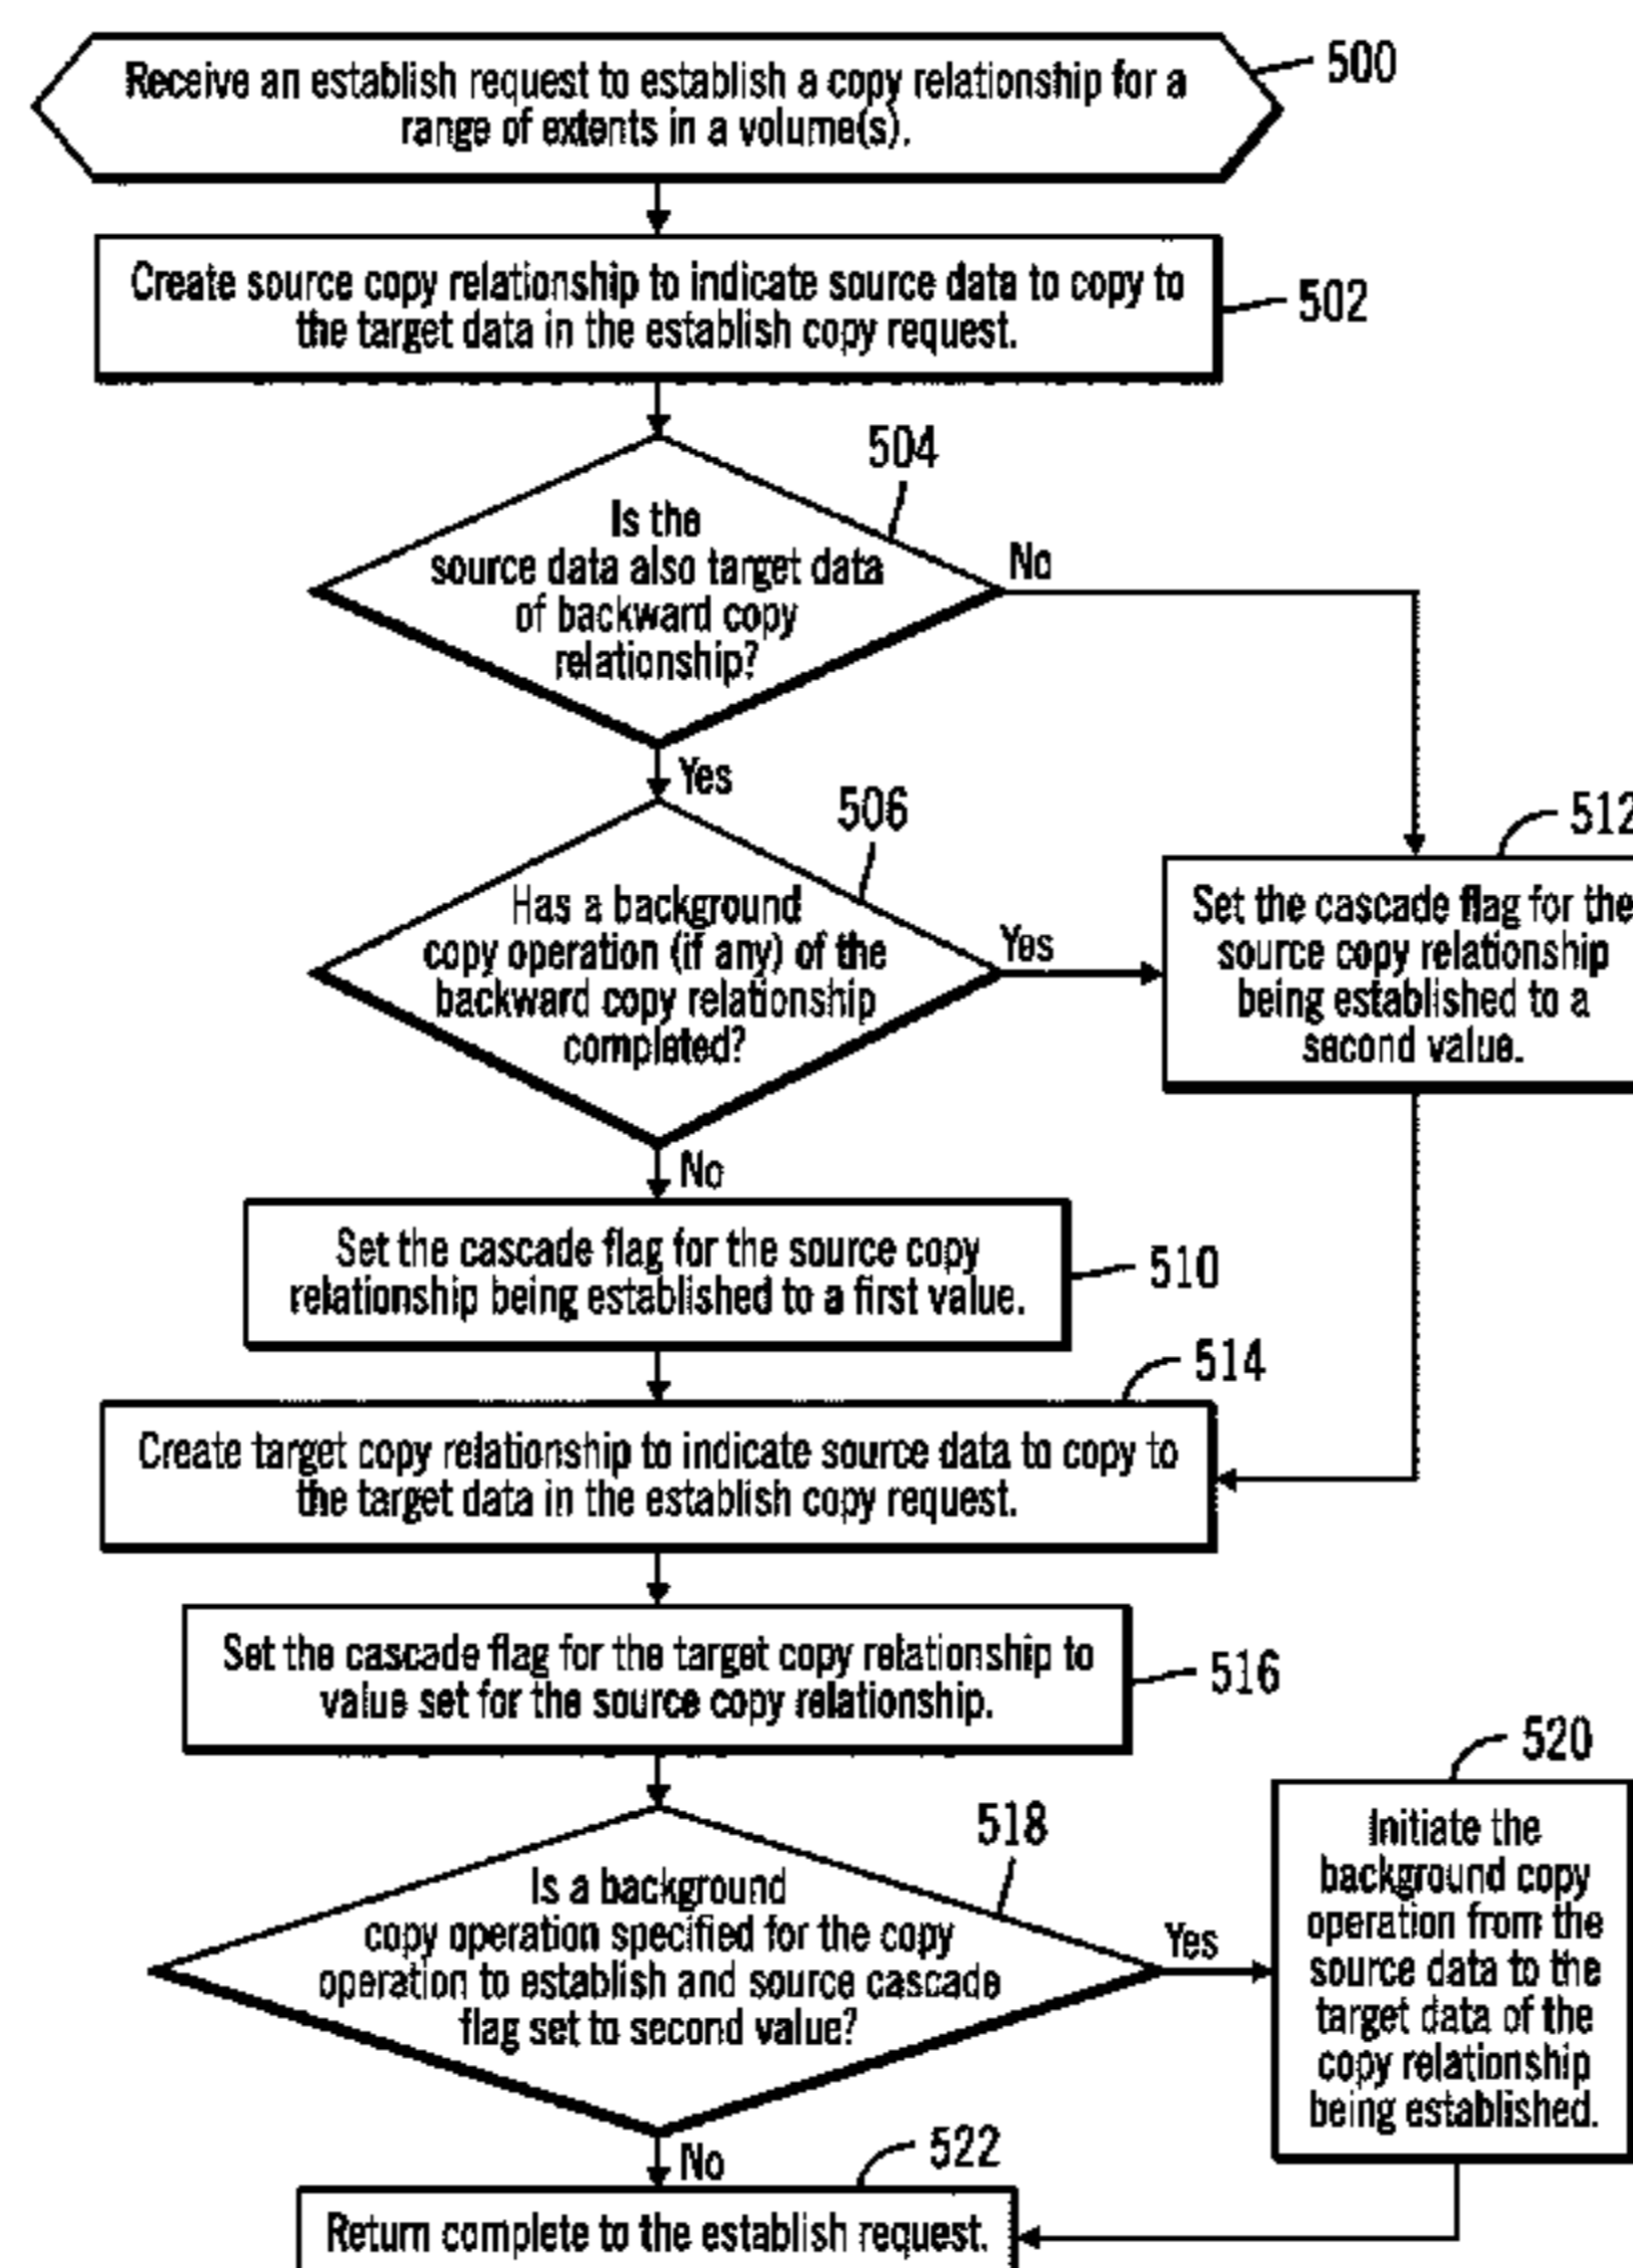 Receive an establish request to establish a copy relationship for a
range of extents in a volume(s).
500
Create source copy relationship to indicate source data to copy to
the target data in the establish copy request.
502
504
Is the
source data also target data
of backward copy
relationship?
No
Yes
506
Has a background
copy operation (if any) of the
backward copy relationship
completed?
Yes
No
512
Set the cascade flag for the
source copy relationship
being established to a
second value.
Set the cascade flag for the source copy
relationship being established to a first value.
510
514
Create target copy relationship to indicate source data to copy to
the target data in the establish copy request.
Set the cascade flag for the target copy relationship to
value set for the source copy relationship.
516
518
Is a background
copy operation specified for the copy
operation to establish and source cascade
flag set to second value?
Yes
No
520
Initiate the
background copy
operation from the
source data to the
target data of the
copy relationship
being established.
522
Return complete to the establish request.